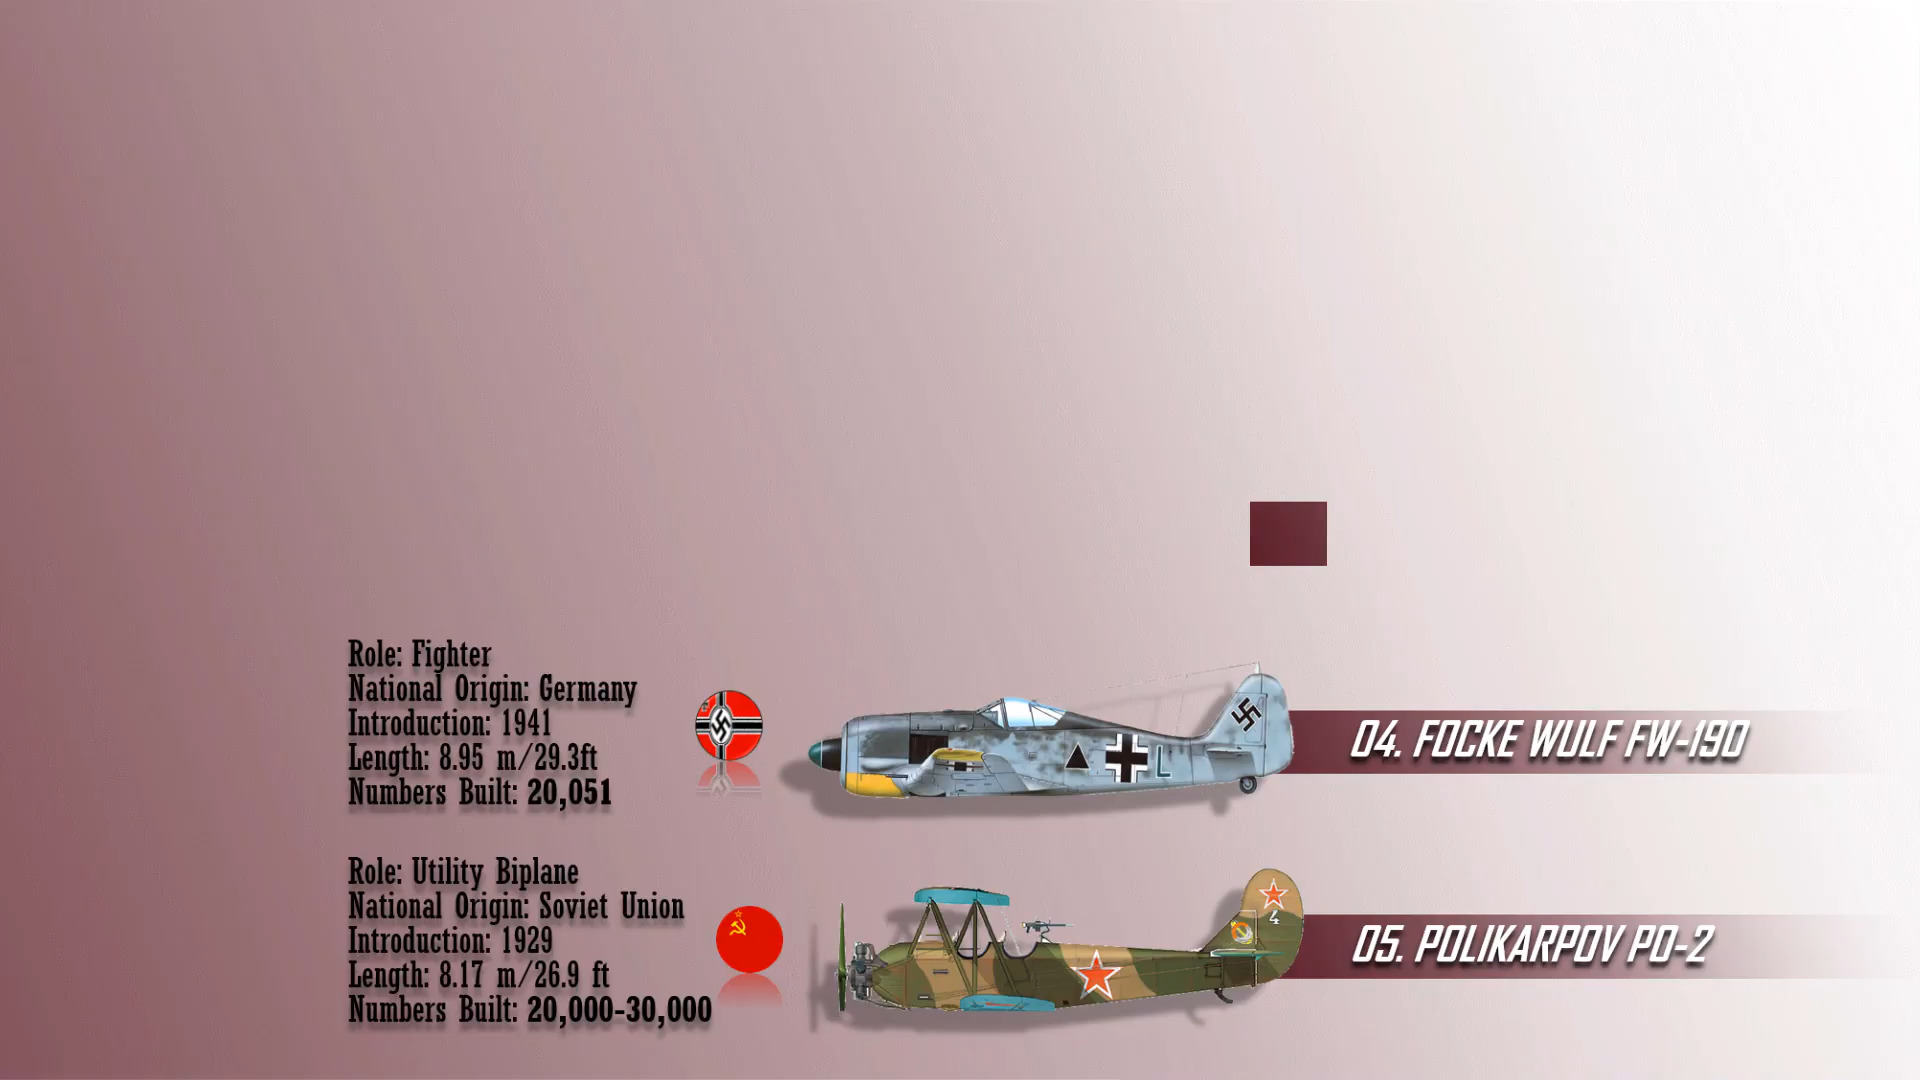 Role: Fighter
National Origin: Germany
Introduction: 1941
Length: 8.95 m/29.3ft
Numbers Built: 20,051
L
04. FOCKE WULF FW-190
Role: Utility Biplane
National Origin: Soviet Union
Introduction: 1929
Length: 8.17 m/26.9 ft
Numbers Built: 20,000-30,000
4
05. POLIKARPOV PO-2